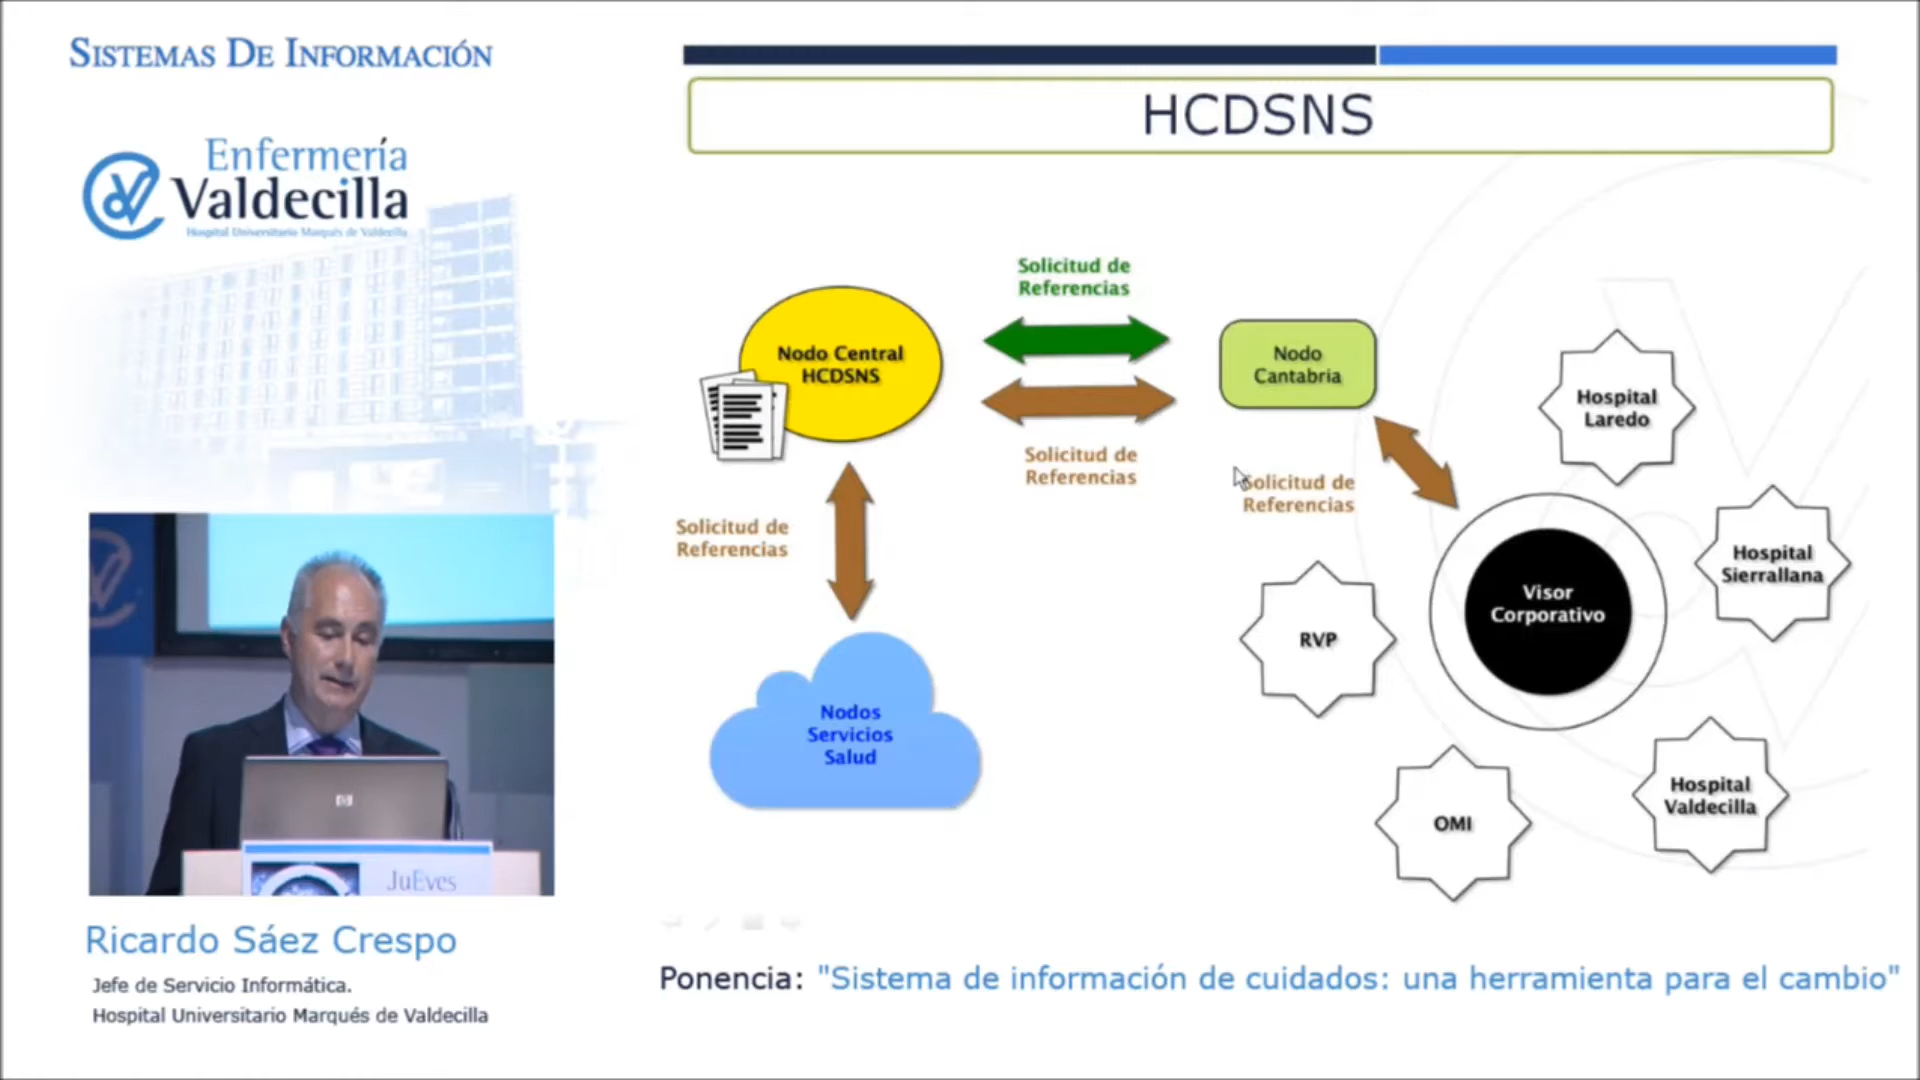 SISTEMAS DE INFORMACIÓN
Enfermería
Valdecilla
Hospital Universitario Marqués de Valdecilla
HCDSNS
Solicitud de
Referencias
Nodo Central
HCDSNS
Nodo
Cantabria
Hospital
Laredo
Solicitud de
Referencias
Solicitud de
Referencias
Solicitud de
Referencias
Hospital
Sierrallana
Visor
Corporativo
RVP
Nodos
Servicios
Salud
Hospital
Valdecilla
OMI
hp
JuEves
Ricardo Sáez Crespo
Jefe de Servicio Informática.
Hospital Universitario Marqués de Valdecilla
Ponencia: "Sistema de información de cuidados: una herramienta para el cambio"